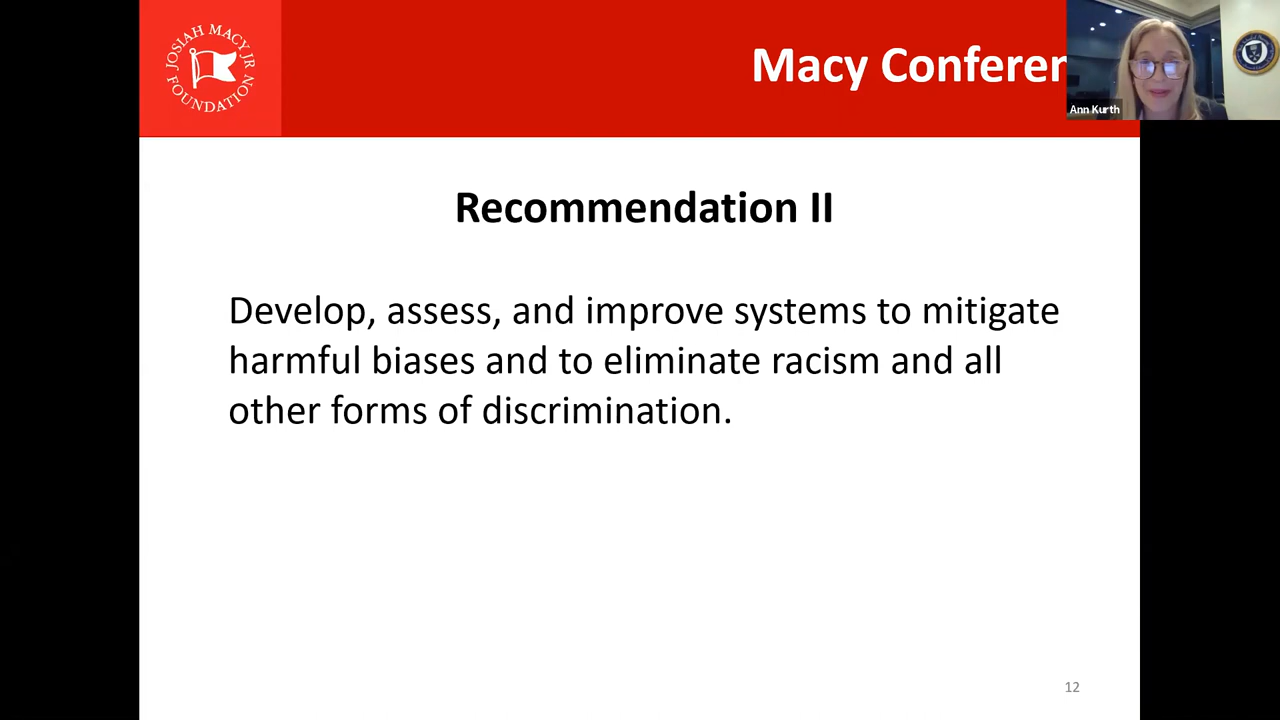 JOSIAH MACY JR
FOUNDATION
Macy Conferen
Ann Kurth
Recommendation II
Develop, assess, and improve systems to mitigate
harmful biases and to eliminate racism and all
other forms of discrimination.
12